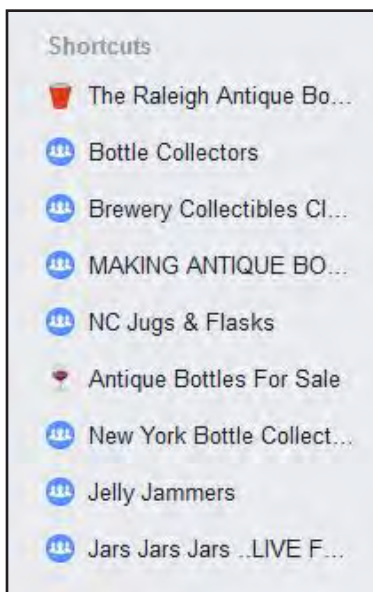 Shortcuts
The Raleigh Antique Bo...
Bottle Collectors
Brewery Collectibles Cl...
MAKING ANTIQUE BO...
NC Jugs & Flasks
Antique Bottles For Sale
New York Bottle Collect...
Jelly Jammers
Jars Jars Jars ..LIVE F...